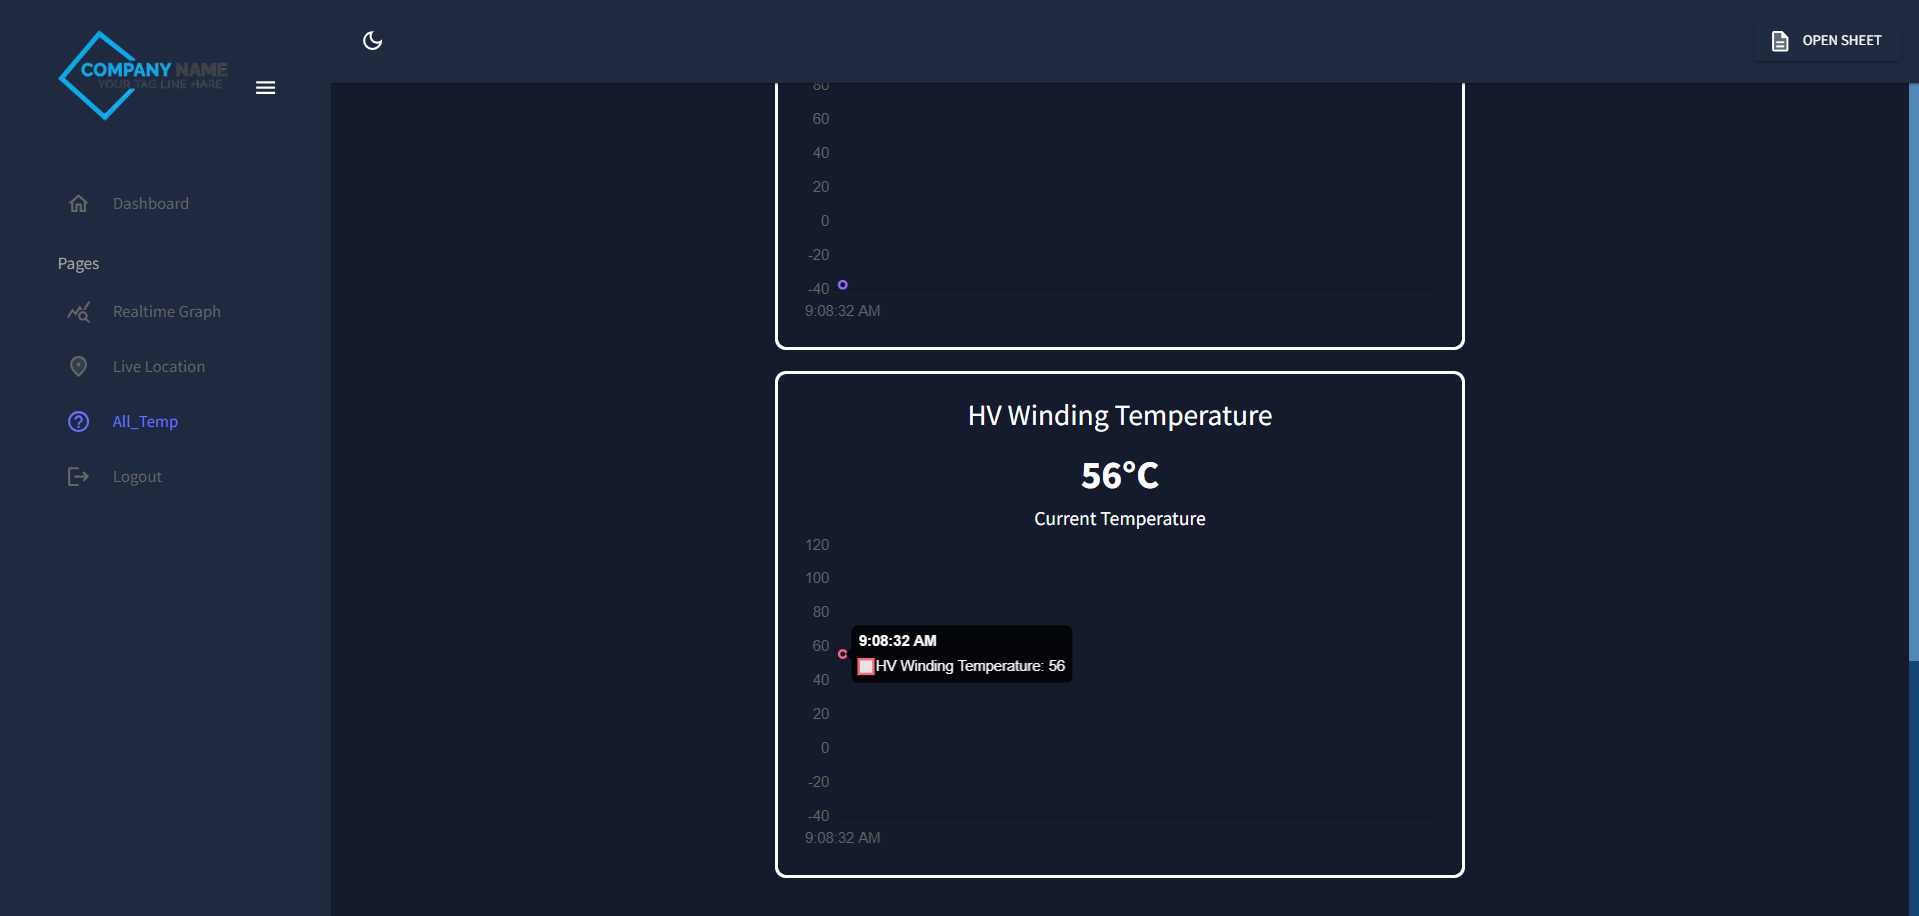 COMPANY NAME
YOUR TAG LINE HARE
Dashboard
Pages
Realtime Graph
Live Location
All_Temp
Logout
OPEN SHEET
80
60
40
20
0
-20
-40
9:08:32 AM
HV Winding Temperature
56°C
Current Temperature
120
100
80
60
40
20
0
-20
-40
9:08:32 AM
HV Winding Temperature: 56
9:08:32 AM